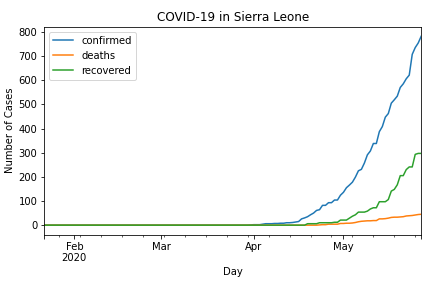 COVID-19 in Sierra Leone
800
700
600
500
400
300
200
100
0
confirmed
deaths
recovered
Number of Cases
Feb
2020
Mar
Apr
May
Day